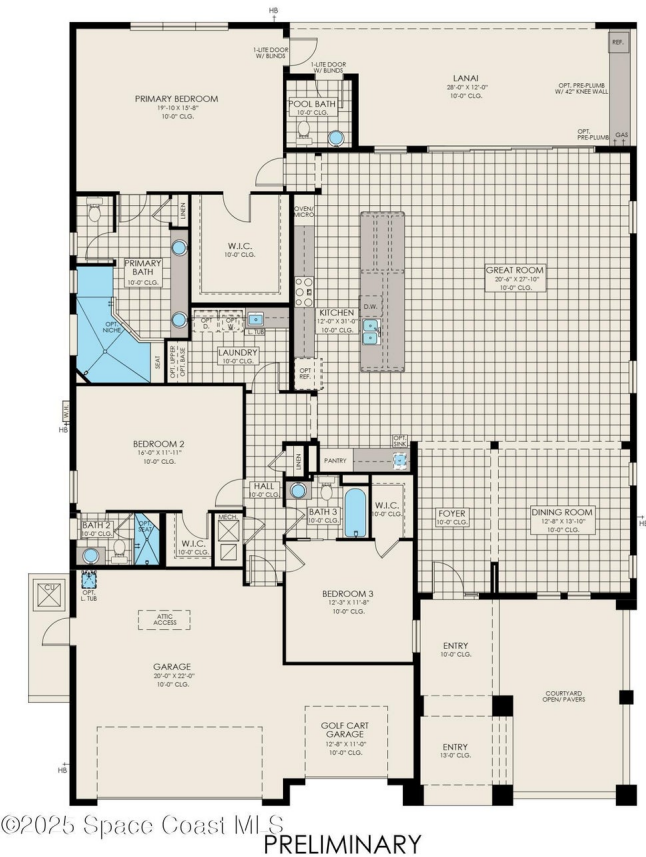 HB
1-LITE DOOR
W/ BLINDS
REF.
PRIMARY BEDROOM
19'-10 X 15'-8"
10'-0" CLG.
1-LITE DOOR
W/ BLINDS
LANAI
28'-0" X 12'-0"
10'-0" CLG.
OPT. PRE-PLUMB
W/ 42" KNEE WALL
POOL BATH
10'-0" CLG.
OPT.
PRE-PLUMB
GAS
LINEN
OVEN/
MICRO
W.I.C.
10'-0" CLG.
PRIMARY
BATH
10'-0" CLG.
GREAT ROOM
20'-6" X 27'-10"
10'-0" CLG.
OPT.
NICHE
D.W.
KITCHEN
12'-0" X 31'-0"
10'-0" CLG.
OPT.
D.
OPT.
W.
L. TUB
LAUNDRY
10'-0" CLG.
SEAT
OPT. UPPER
OPT. BASE
OPT.
REF.
W.H.
HB
BEDROOM 2
16'-0" X 11'-11"
10'-0" CLG.
OPT.
SINK
PANTRY
LINEN
HALL
10'-0" CLG.
W.I.C.
10'-0" CLG.
BATH 3
10'-0" CLG.
FOYER
10'-0" CLG.
DINING ROOM
12'-8" X 13'-10"
10'-0" CLG.
HB
BATH 2
10'-0" CLG.
OPT.
SEAT
W.I.C.
10'-0" CLG.
MECH.
CU
OPT.
L. TUB
BEDROOM 3
12'-3" X 11'-8"
10'-0" CLG.
ATTIC
ACCESS
ENTRY
10'-0" CLG.
GARAGE
20'-0" X 22'-0"
10'-0" CLG.
COURTYARD
OPEN/ PAVERS
GOLF CART
GARAGE
12'-8" X 11'-0"
10'-0" CLG.
ENTRY
13'-0" CLG.
HB
©2025 Space Coast MLS
PRELIMINARY